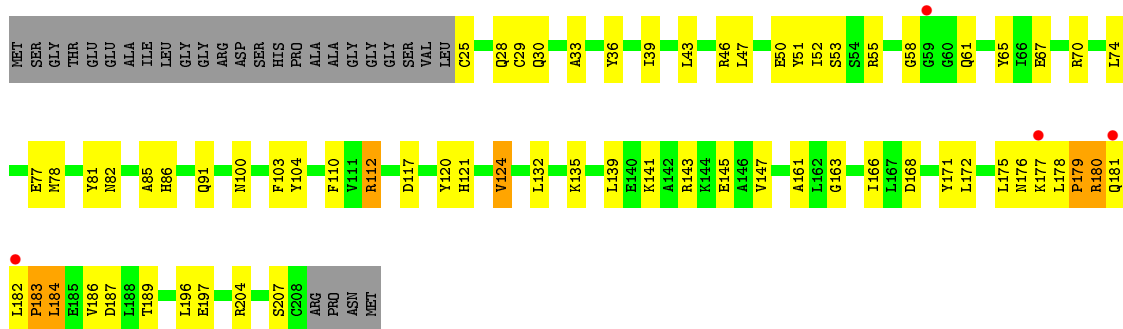 MET SER GLY THR GLU GLU ALA ILE LEU GLY GLY ARG ASP SER HIS PRO ALA ALA GLY GLY GLY SER VAL LEU C25 Q28 C29 Q30 A33 Y36 I39 L43 R46 L47 E50 Y51 I52 S53 S54 R55 G58 G59 G60 Q61 Y65 I66 E67 R70 L74
E77 M78 Y81 N82 A85 H86 Q91 N100 F103 Y104 F110 V111 R112 D117 Y120 H121 V124 L132 K135 L139 E140 K141 A142 R143 K144 E145 A146 V147 A161 L162 G163 I166 L167 D168 Y171 L172 L175 N176 K177 L178 P179 R180 Q181
L182 P183 L184 E185 V186 D187 L188 T189 L196 E197 R204 S207 C208 ARG PRO ASN MET